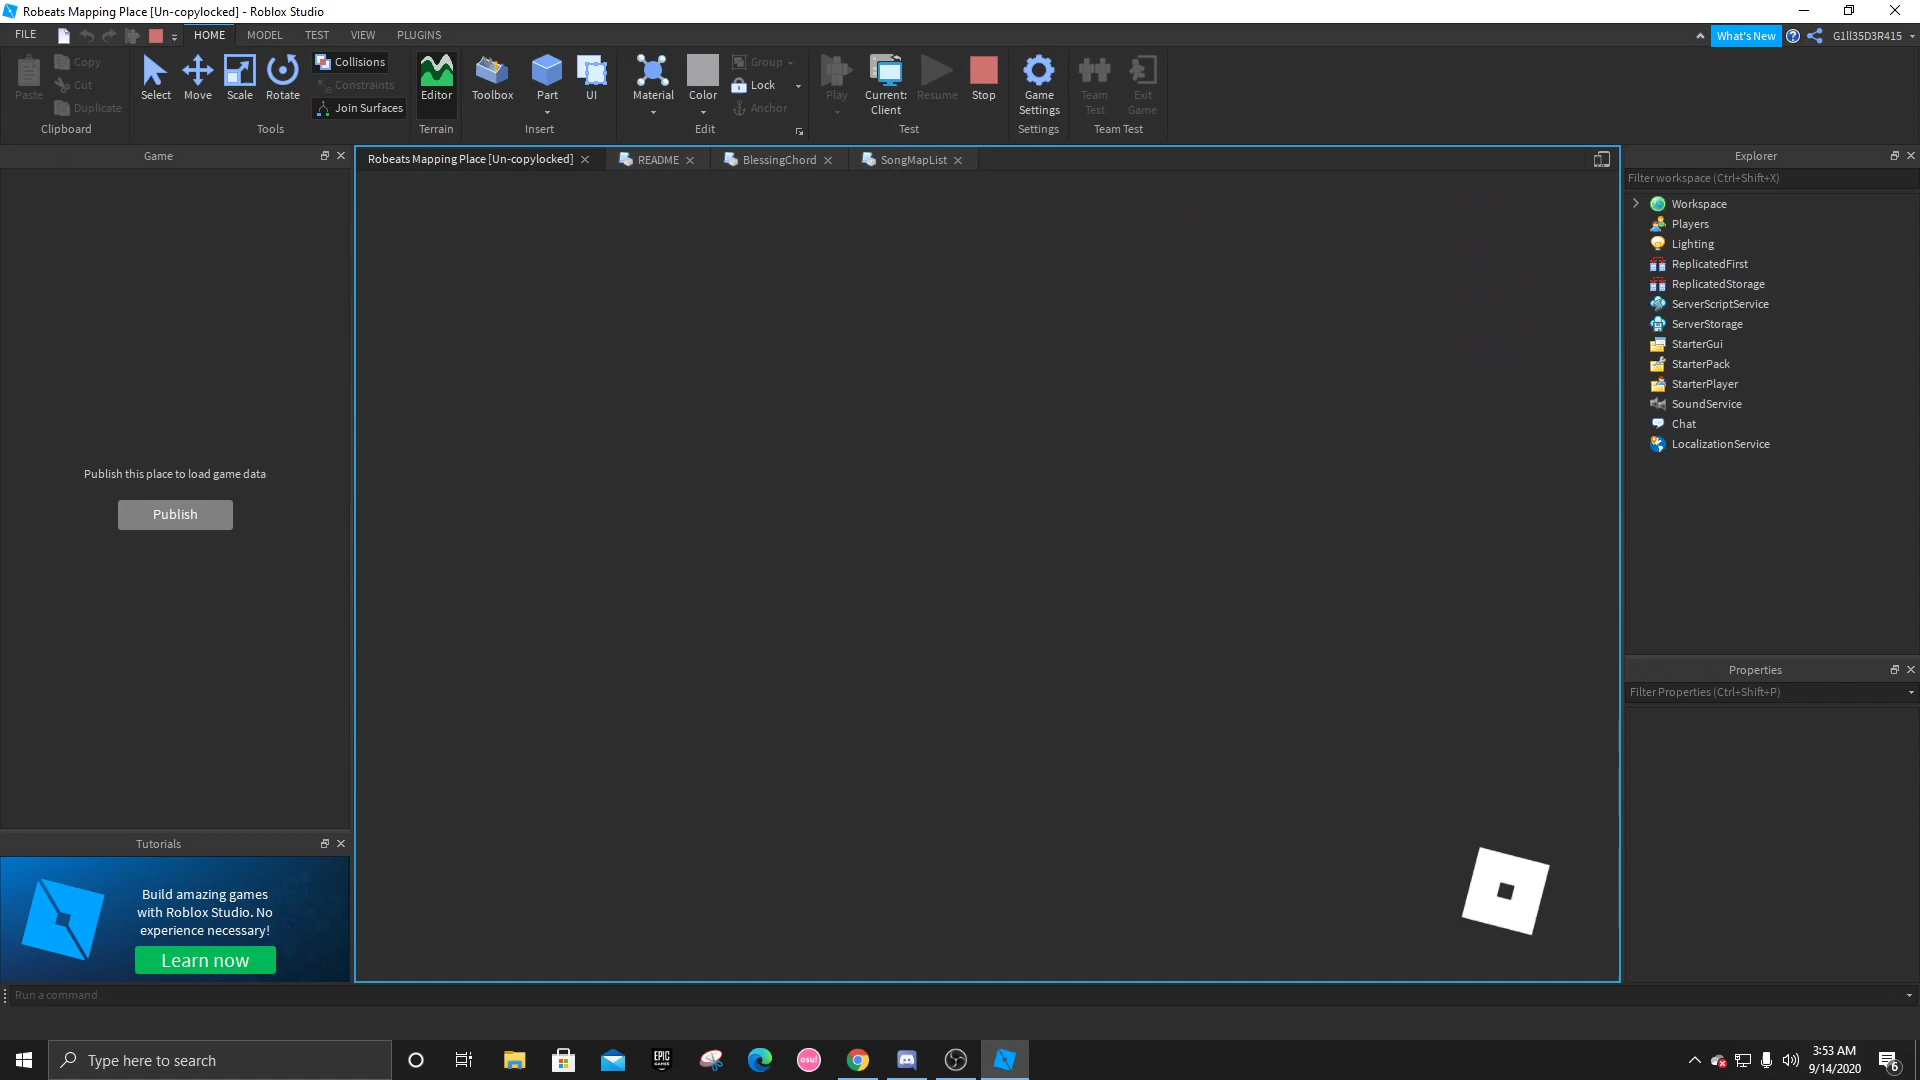 Robeats Mapping Place [Un-copylocked] - Roblox Studio
FILE
HOME
MODEL
TEST
VIEW
PLUGINS
What's New
G1ll35D3R415
Paste
Copy
Cut
Duplicate
Clipboard
Select
Move
Scale
Rotate
Collisions
Constraints
Join Surfaces
Tools
Editor
Terrain
Toolbox
Part
UI
Insert
Material
Color
Group
Lock
Anchor
Edit
Play
Current:
Client
Resume
Stop
Test
Game
Settings
Settings
Team
Test
Exit
Game
Team Test
Game
Robeats Mapping Place [Un-copylocked]
README
BlessingChord
SongMapList
Explorer
Filter workspace (Ctrl+Shift+X)
Workspace
Players
Lighting
ReplicatedFirst
ReplicatedStorage
ServerScriptService
ServerStorage
StarterGui
StarterPack
StarterPlayer
SoundService
Chat
LocalizationService
Publish this place to load game data
Publish
Properties
Filter Properties (Ctrl+Shift+P)
Tutorials
Build amazing games
with Roblox Studio. No
experience necessary!
Learn now
Run a command
Type here to search
EPIC
GAMES
osu!
3:53 AM
9/14/2020
6